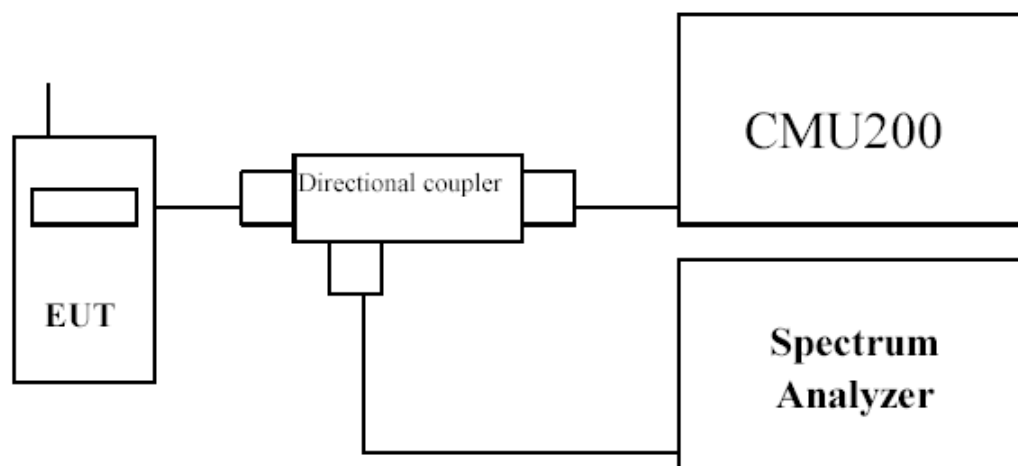 CMU200
Directional coupler
EUT
Spectrum
Analyzer